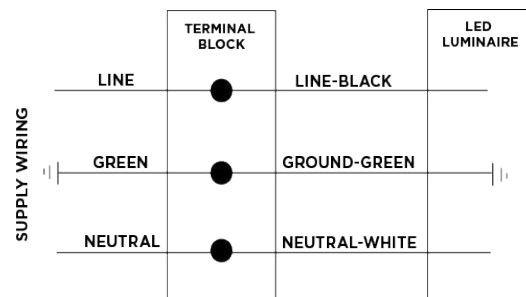 TERMINAL
BLOCK
LED
LUMINAIRE
LINE
LINE-BLACK
SUPPLY WIRING
GREEN
GROUND-GREEN
NEUTRAL
NEUTRAL-WHITE